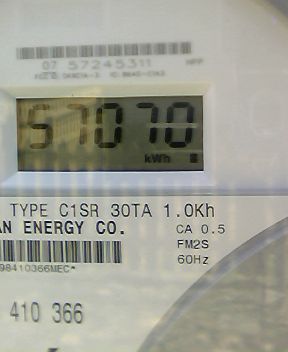 07 57245311
57070
kWh
TYPE C1SR 30TA 1.0Kh
AN ENERGY CO.
CA 0.5
FM2S
60Hz
98410366MEC*
410 366